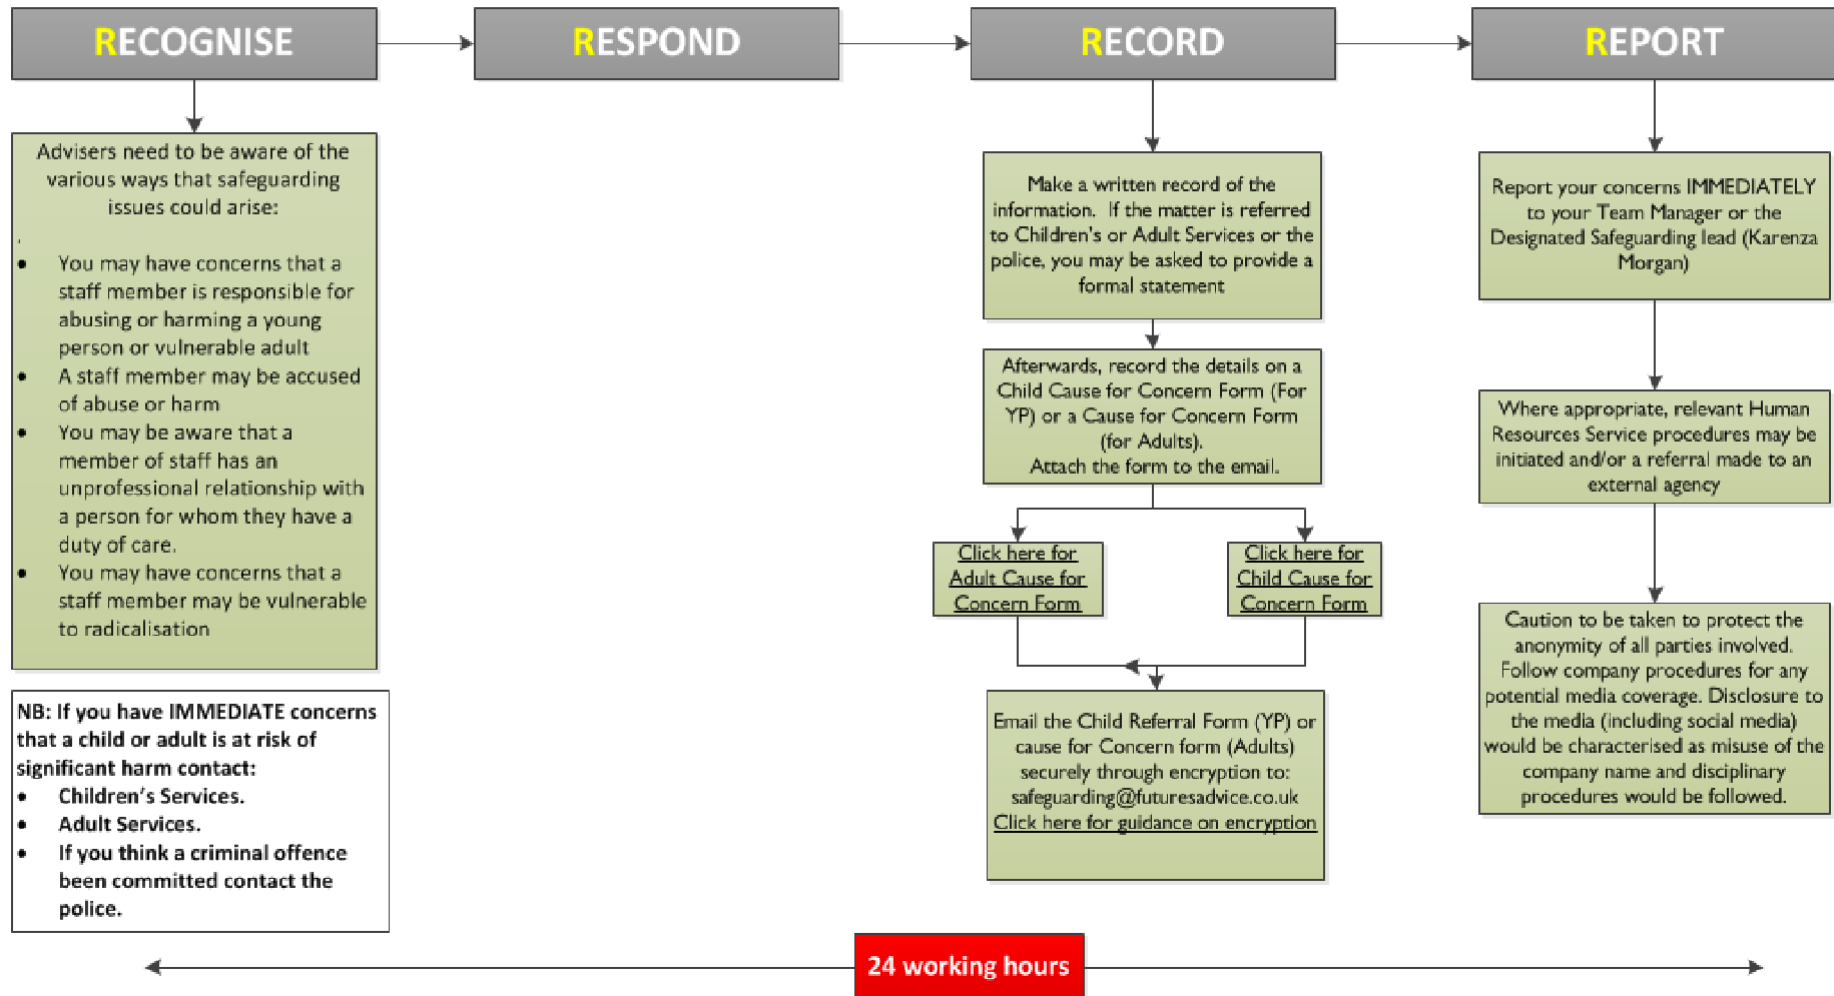 RECOGNISE
RESPOND
RECORD
REPORT
Advisers need to be aware of the
various ways that safeguarding
issues could arise:
.
• You may have concerns that a
staff member is responsible for
abusing or harming a young
person or vulnerable adult
• A staff member may be accused
of abuse or harm
• You may be aware that a
member of staff has an
unprofessional relationship with
a person for whom they have a
duty of care.
• You may have concerns that a
staff member may be vulnerable
to radicalisation
NB: If you have IMMEDIATE concerns
that a child or adult is at risk of
significant harm contact:
• Children's Services.
• Adult Services.
• If you think a criminal offence
been committed contact the
police.
Make a written record of the
information. If the matter is referred
to Children's or Adult Services or the
police, you may be asked to provide a
formal statement
Afterwards, record the details on a
Child Cause for Concern Form (For
YP) or a Cause for Concern Form
(for Adults).
Attach the form to the email.
Click here for
Adult Cause for
Concern Form
Click here for
Child Cause for
Concern Form
Email the Child Referral Form (YP) or
cause for Concern form (Adults)
securely through encryption to:
safeguarding@futuresadvice.co.uk
Click here for guidance on encryption
Report your concerns IMMEDIATELY
to your Team Manager or the
Designated Safeguarding lead (Karenza
Morgan)
Where appropriate, relevant Human
Resources Service procedures may be
initiated and/or a referral made to an
external agency
Caution to be taken to protect the
anonymity of all parties involved.
Follow company procedures for any
potential media coverage. Disclosure to
the media (including social media)
would be characterised as misuse of the
company name and disciplinary
procedures would be followed.
24 working hours